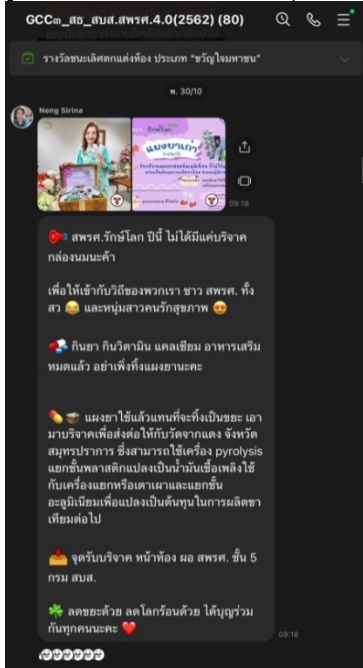 GCCต_สธ_สบส.สพรศ.4.0(2562) (80)
รางวัลชนะเลิศตกแต่งห้อง ประเภท "ขวัญใจมหาชน"
พ. 30/10
Neng Sirina
รักษ์โลก
แผงยาเก่า
09:18
📢 สพรศ.รักษ์โลก ปีนี้ ไม่ได้มีแค่บริจาค
กล่องนมนะค้า
เพื่อให้เข้ากับวิถีของพวกเรา ชาว สพรศ. ทั้ง
สว 😂 และหนุ่มสาวคนรักสุขภาพ 😍
กินยา กินวิตามิน แคลเซียม อาหารเสริม
หมดแล้ว อย่าเพิ่งทิ้งแผงยานะคะ
💊 แผงยาใช้แล้วแทนที่จะทิ้งเป็นขยะ เอา
มาบริจาคเพื่อส่งต่อให้กับวัดจากแดง จังหวัด
สมุทรปราการ ซึ่งสามารถใช้เครื่อง pyrolysis
แยกชั้นพลาสติกแปลงเป็นน้ำมันเชื้อเพลิงใช้
กับเครื่องแยกหรือเตาเผาและแยกชั้น
อะลูมิเนียมเพื่อแปลงเป็นต้นทุนในการผลิตขา
เทียมต่อไป
📥 จุดรับบริจาค หน้าห้อง ผอ สพรศ. ชั้น 5
กรม สบส.
🍀 ลดขยะด้วย ลดโลกร้อนด้วย ได้บุญร่วม
กันทุกคนนะคะ ❤️
09:18